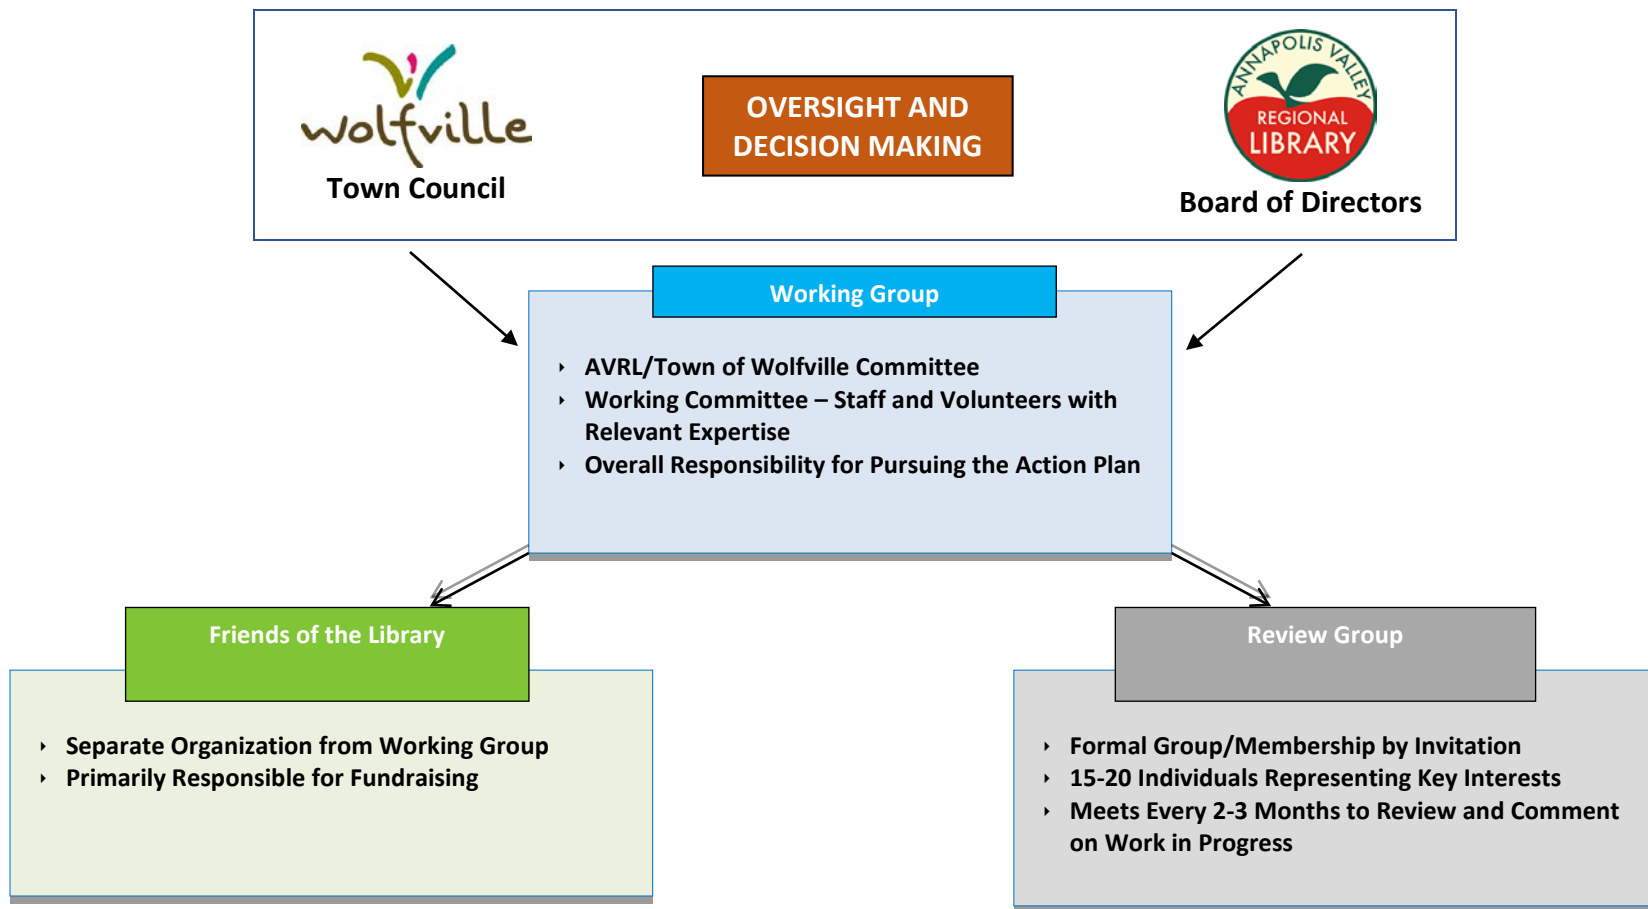 wolfville
Town Council
OVERSIGHT AND
DECISION MAKING
ANNAPOLIS VALLEY
REGIONAL
LIBRARY
Board of Directors
Working Group
‣ AVRL/Town of Wolfville Committee
‣ Working Committee – Staff and Volunteers with
Relevant Expertise
‣ Overall Responsibility for Pursuing the Action Plan
Friends of the Library
‣ Separate Organization from Working Group
‣ Primarily Responsible for Fundraising
Review Group
‣ Formal Group/Membership by Invitation
‣ 15-20 Individuals Representing Key Interests
‣ Meets Every 2-3 Months to Review and Comment
on Work in Progress